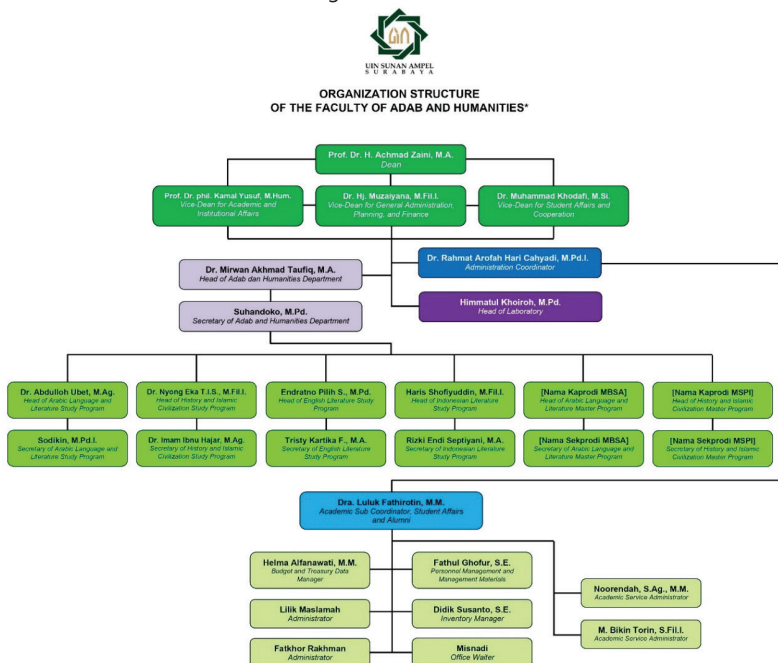 UIN SUNAN AMPEL
S U R A B A Y A
ORGANIZATION STRUCTURE
OF THE FACULTY OF ADAB AND HUMANITIES*
Prof. Dr. H. Achmad Zaini, M.A.
Dean
Prof. Dr. phil. Kamal Yusuf, M.Hum.
Vice-Dean for Academic and
Institutional Affairs
Dr. Hj. Muzaiyana, M.Fil.I.
Vice-Dean for General Administration,
Planning, and Finance
Dr. Muhammad Khodafi, M.Si.
Vice-Dean for Student Affairs and
Cooperation
Dr. Mirwan Akhmad Taufiq, M.A.
Head of Adab dan Humanities Department
Dr. Rahmat Arofah Hari Cahyadi, M.Pd.I.
Administration Coordinator
Suhandoko, M.Pd.
Secretary of Adab and Humanities Department
Himmatul Khoiroh, M.Pd.
Head of Laboratory
Dr. Abdulloh Ubet, M.Ag.
Head of Arabic Language and
Literature Study Program
Dr. Nyong Eka T.I.S., M.Fil.I.
Head of History and Islamic
Civilization Study Program
Endratno Pilih S., M.Pd.
Head of English Literature Study
Program
Haris Shofiyuddin, M.Fil.I.
Head of Indonesian Literature
Study Program
[Nama Kaprodi MBSA]
Head of Arabic Language and
Literature Master Program
[Nama Kaprodi MSPI]
Head of History and Islamic
Civilization Master Program
Sodikin, M.Pd.I.
Secretary of Arabic Language and
Literature Study Program
Dr. Imam Ibnu Hajar, M.Ag.
Secretary of History and Islamic
Civilization Study Program
Tristy Kartika F., M.A.
Secretary of English Literature
Study Program
Rizki Endi Septiyani, M.A.
Secretary of Indonesian Literature
Study Program
[Nama Sekprodi MBSA]
Secretary of Arabic Language and
Literature Master Program
[Nama Sekprodi MSPI]
Secretary of History and Islamic
Civilization Master Program
Dra. Luluk Fathirotin, M.M.
Academic Sub Coordinator, Student Affairs
and Alumni
Helma Alfanawati, M.M.
Budget and Treasury Data
Manager
Fathul Ghofur, S.E.
Personnel Management and
Management Materials
Noorendah, S.Ag., M.M.
Academic Service Administrator
Lilik Maslamah
Administrator
Didik Susanto, S.E.
Inventory Manager
M. Bikin Torin, S.Fil.I.
Academic Service Administrator
Fatkhor Rakhman
Administrator
Misnadi
Office Waiter